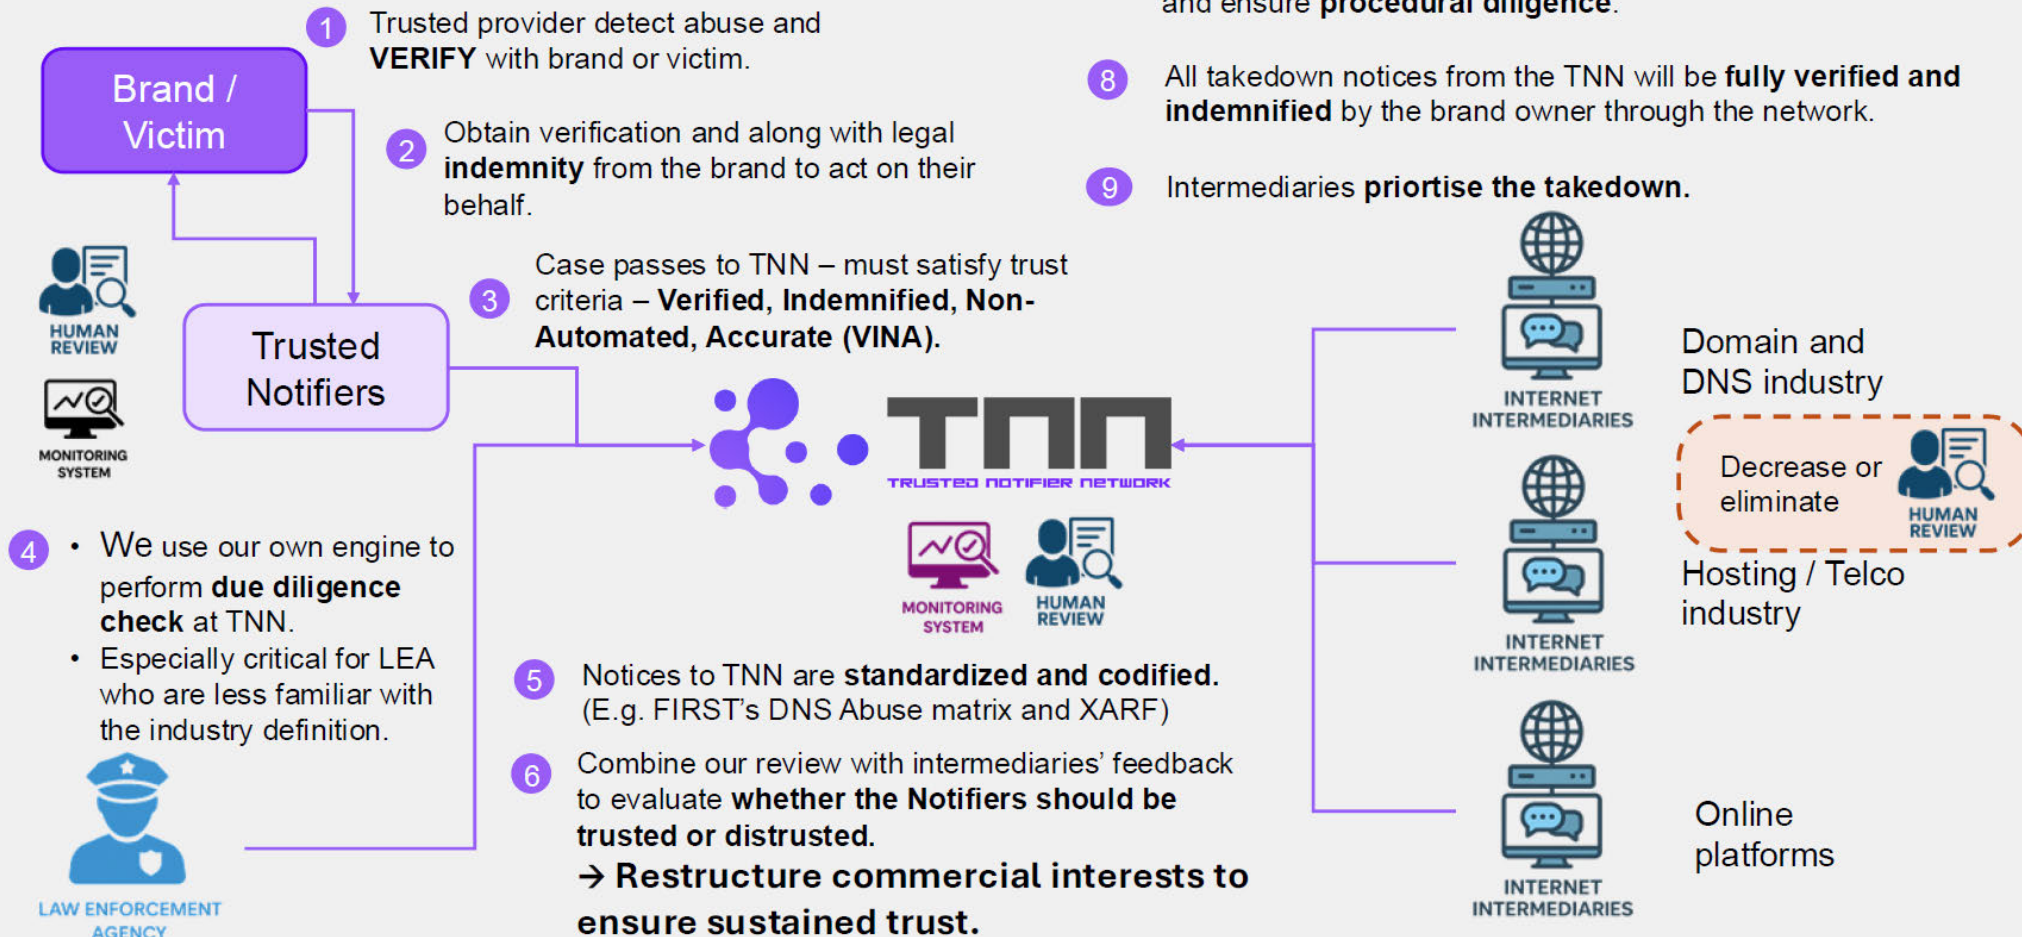 1
Trusted provider detect abuse and
VERIFY with brand or victim.
Brand /
Victim
2
Obtain verification and along with legal
indemnity from the brand to act on their
behalf.
HUMAN
REVIEW
MONITORING
SYSTEM
Trusted
Notifiers
3
Case passes to TNN – must satisfy trust
criteria – Verified, Indemnified, Non-
Automated, Accurate (VINA).
4
• We use our own engine to
perform due diligence
check at TNN.
• Especially critical for LEA
who are less familiar with
the industry definition.
LAW ENFORCEMENT
AGENCY
TNN
TRUSTED NOTIFIER NETWORK
MONITORING
SYSTEM
HUMAN
REVIEW
5
Notices to TNN are standardized and codified.
(E.g. FIRST's DNS Abuse matrix and XARF)
6
Combine our review with intermediaries' feedback
to evaluate whether the Notifiers should be
trusted or distrusted.
→ Restructure commercial interests to
ensure sustained trust.
and ensure procedural diligence.
8
All takedown notices from the TNN will be fully verified and
indemnified by the brand owner through the network.
9
Intermediaries priortise the takedown.
INTERNET
INTERMEDIARIES
Domain and
DNS industry
Decrease or
eliminate
HUMAN
REVIEW
INTERNET
INTERMEDIARIES
Hosting / Telco
industry
INTERNET
INTERMEDIARIES
Online
platforms